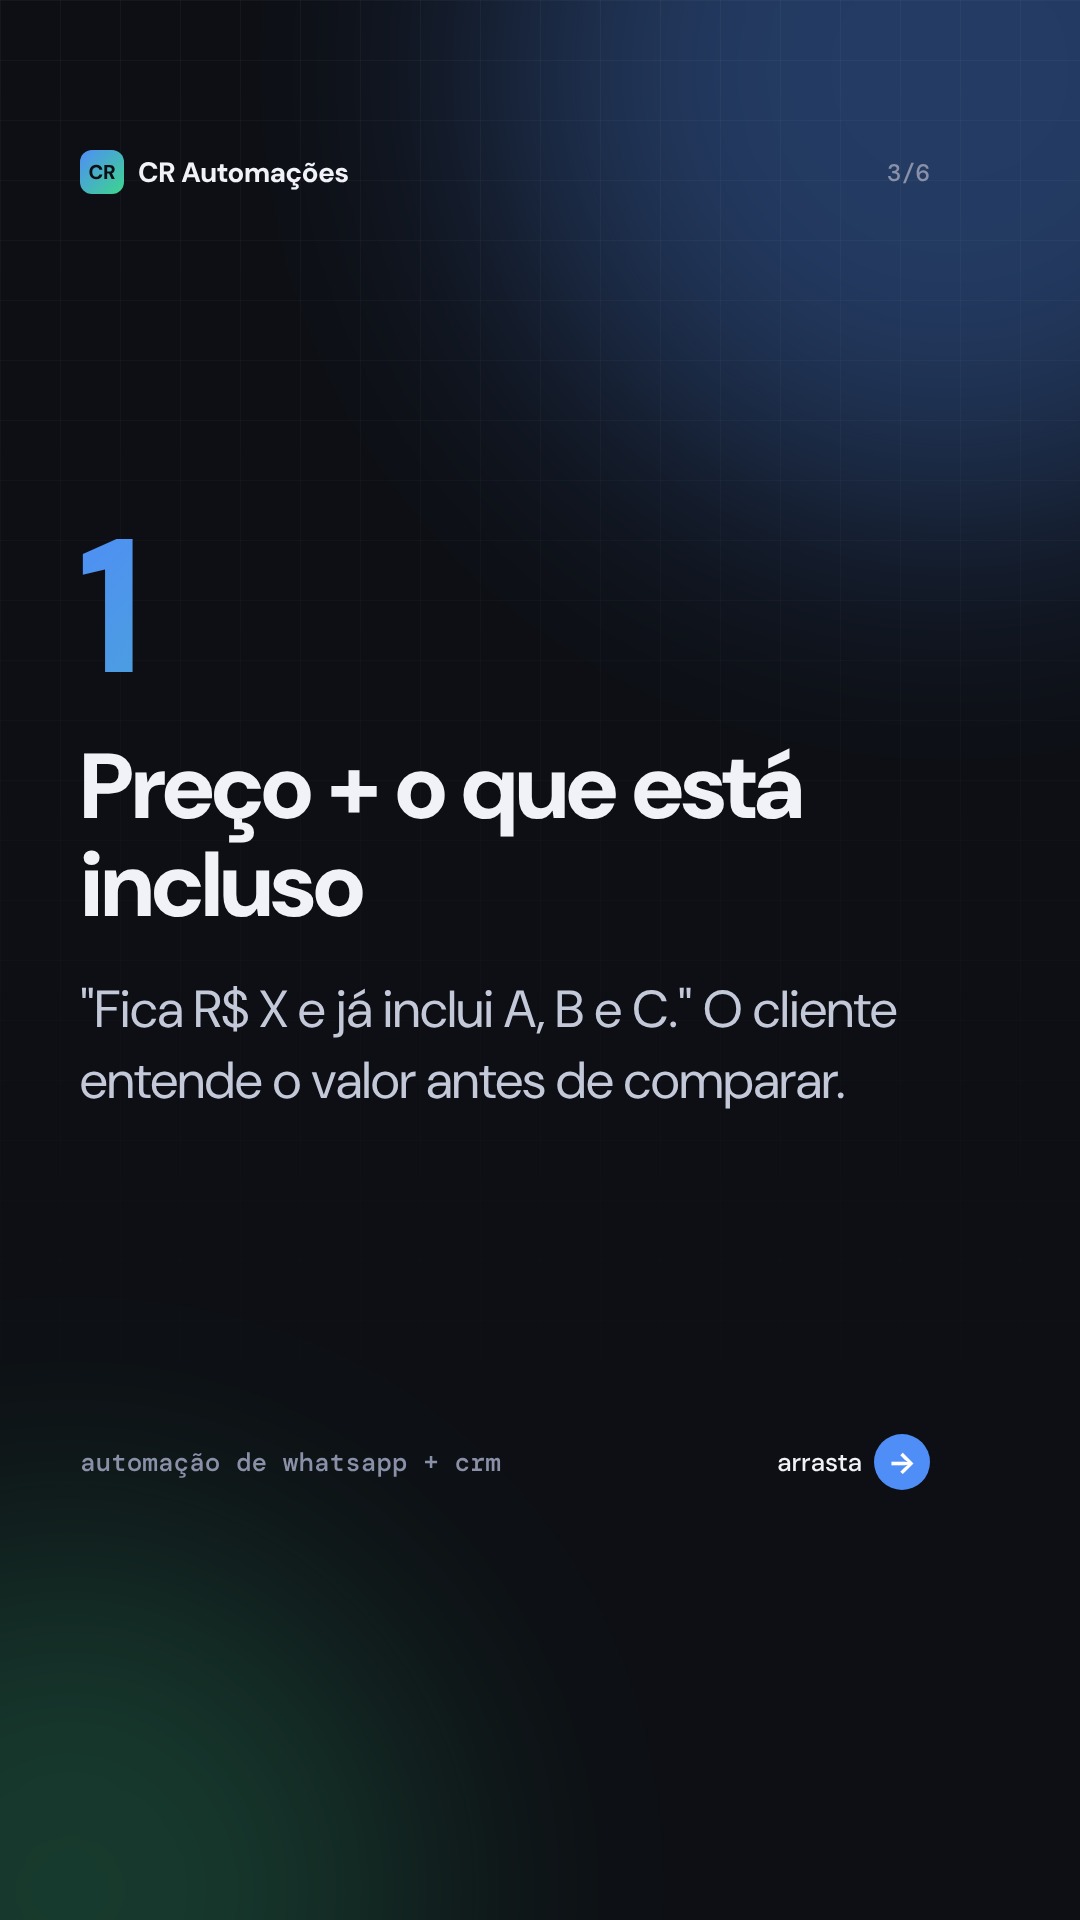 CR CR Automações 3/6
1
Preço + o que está
incluso
"Fica R$ X e já inclui A, B e C." O cliente
entende o valor antes de comparar.
automação de whatsapp + crm arrasta →